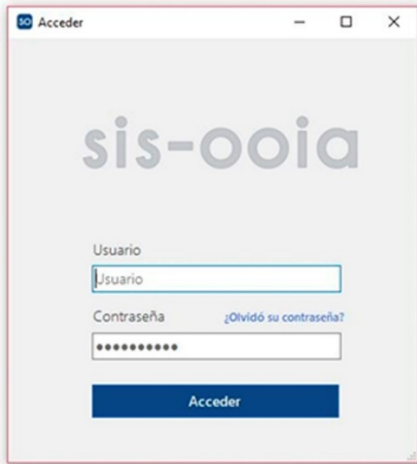 SO Acceder
sis-ooia
Usuario
Usuario
Contraseña ¿Olvidó su contraseña?
Acceder